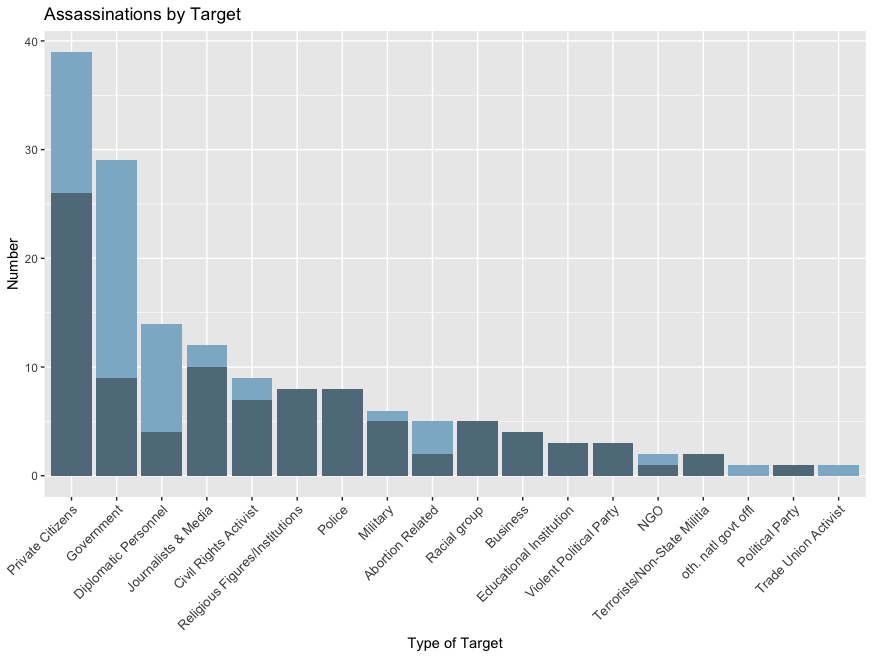 Assassinations by Target
Number
40
30
20
10
0
Private Citizens
Government
Diplomatic Personnel
Journalists & Media
Civil Rights Activist
Religious Figures/Institutions
Police
Military
Abortion Related
Racial group
Business
Educational Institution
Violent Political Party
NGO
Terrorists/Non-State Militia
oth. natl govt offl
Political Party
Trade Union Activist
Type of Target